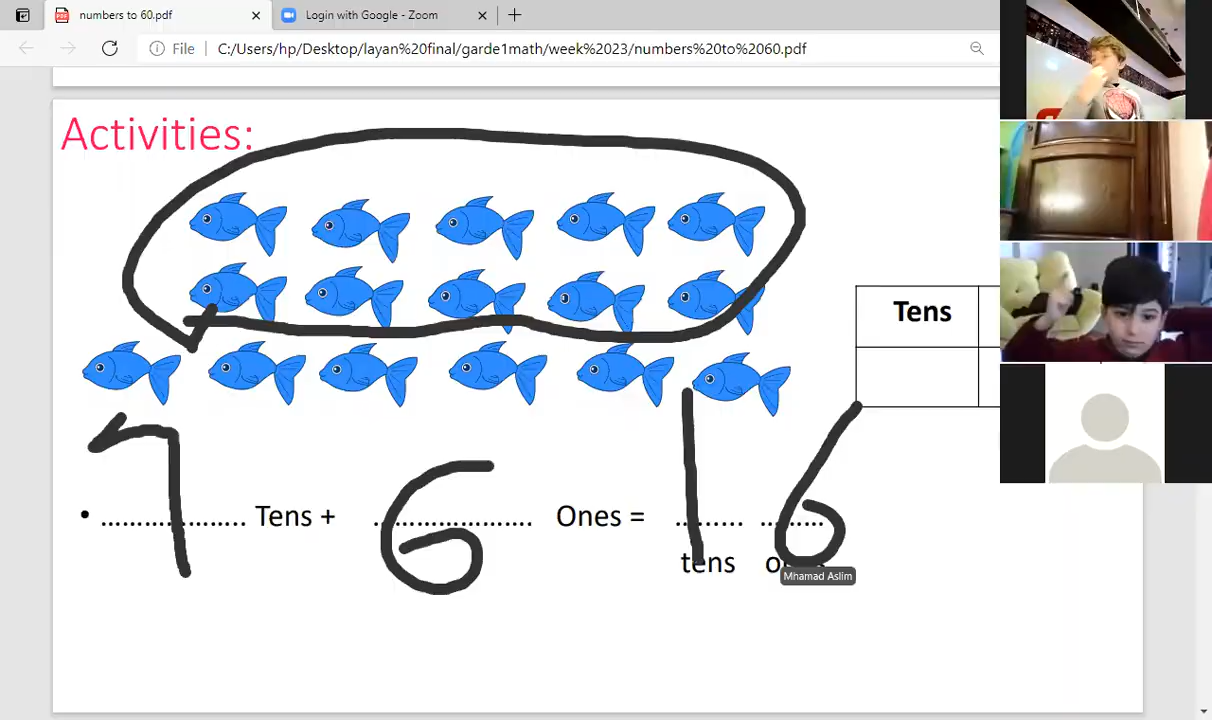 numbers to 60.pdf
Login with Google - Zoom
File
C:/Users/hp/Desktop/layan%20final/garde1math/week%2023/numbers%20to%2060.pdf
Activities:
Tens
• 1 Tens + 6 Ones = 1 6
tens
Mhamad Aslim